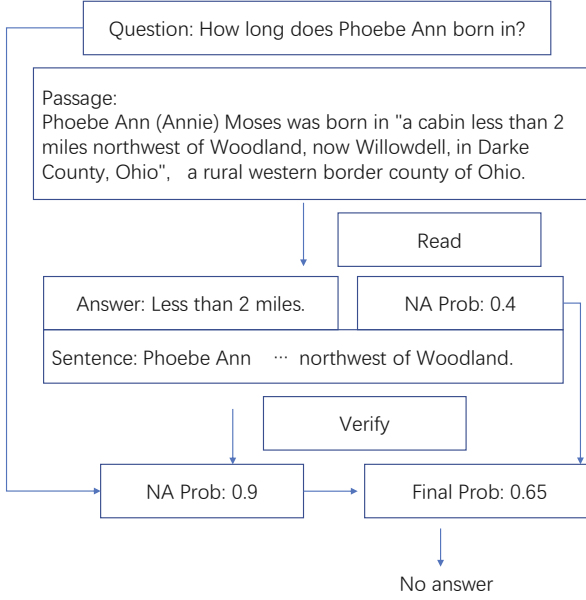 Question: How long does Phoebe Ann born in?
Passage:
Phoebe Ann (Annie) Moses was born in "a cabin less than 2
miles northwest of Woodland, now Willowdell, in Darke
County, Ohio", a rural western border county of Ohio.
Read
Answer: Less than 2 miles.
NA Prob: 0.4
Sentence: Phoebe Ann ⋯ northwest of Woodland.
Verify
NA Prob: 0.9
Final Prob: 0.65
No answer